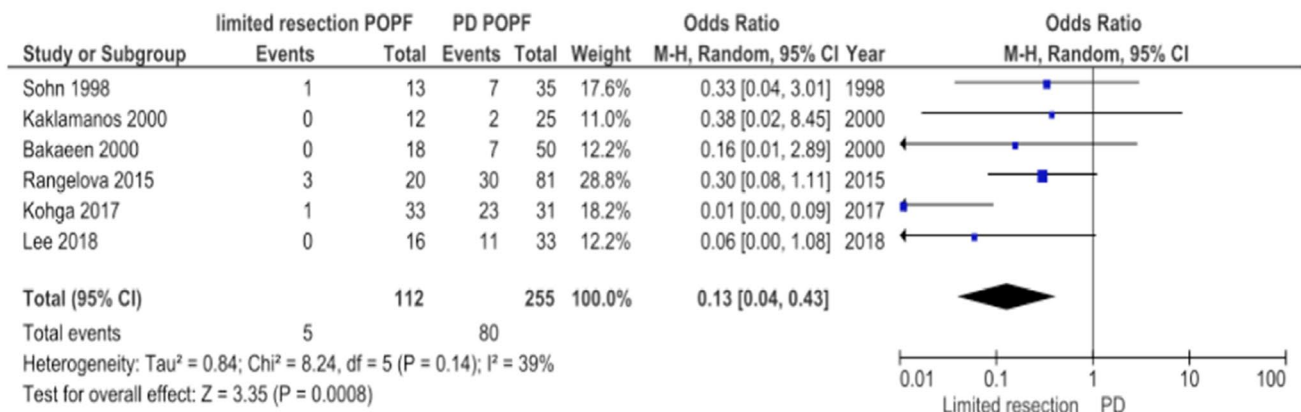 limited resection POPF PD POPF Odds Ratio Odds Ratio
Study or Subgroup Events Total Events Total Weight M-H, Random, 95% CI Year M-H, Random, 95% CI
Sohn 1998 1 13 7 35 17.6% 0.33 [0.04, 3.01] 1998
Kaklamanos 2000 0 12 2 25 11.0% 0.38 [0.02, 8.45] 2000
Bakaeen 2000 0 18 7 50 12.2% 0.16 [0.01, 2.89] 2000
Rangelova 2015 3 20 30 81 28.8% 0.30 [0.08, 1.11] 2015
Kohga 2017 1 33 23 31 18.2% 0.01 [0.00, 0.09] 2017
Lee 2018 0 16 11 33 12.2% 0.06 [0.00, 1.08] 2018
Total (95% CI) 112 255 100.0% 0.13 [0.04, 0.43]
Total events 5 80
Heterogeneity: Tau² = 0.84; Chi² = 8.24, df = 5 (P = 0.14); I² = 39%
Test for overall effect: Z = 3.35 (P = 0.0008)
0.01 0.1 1 10 100
Limited resection PD